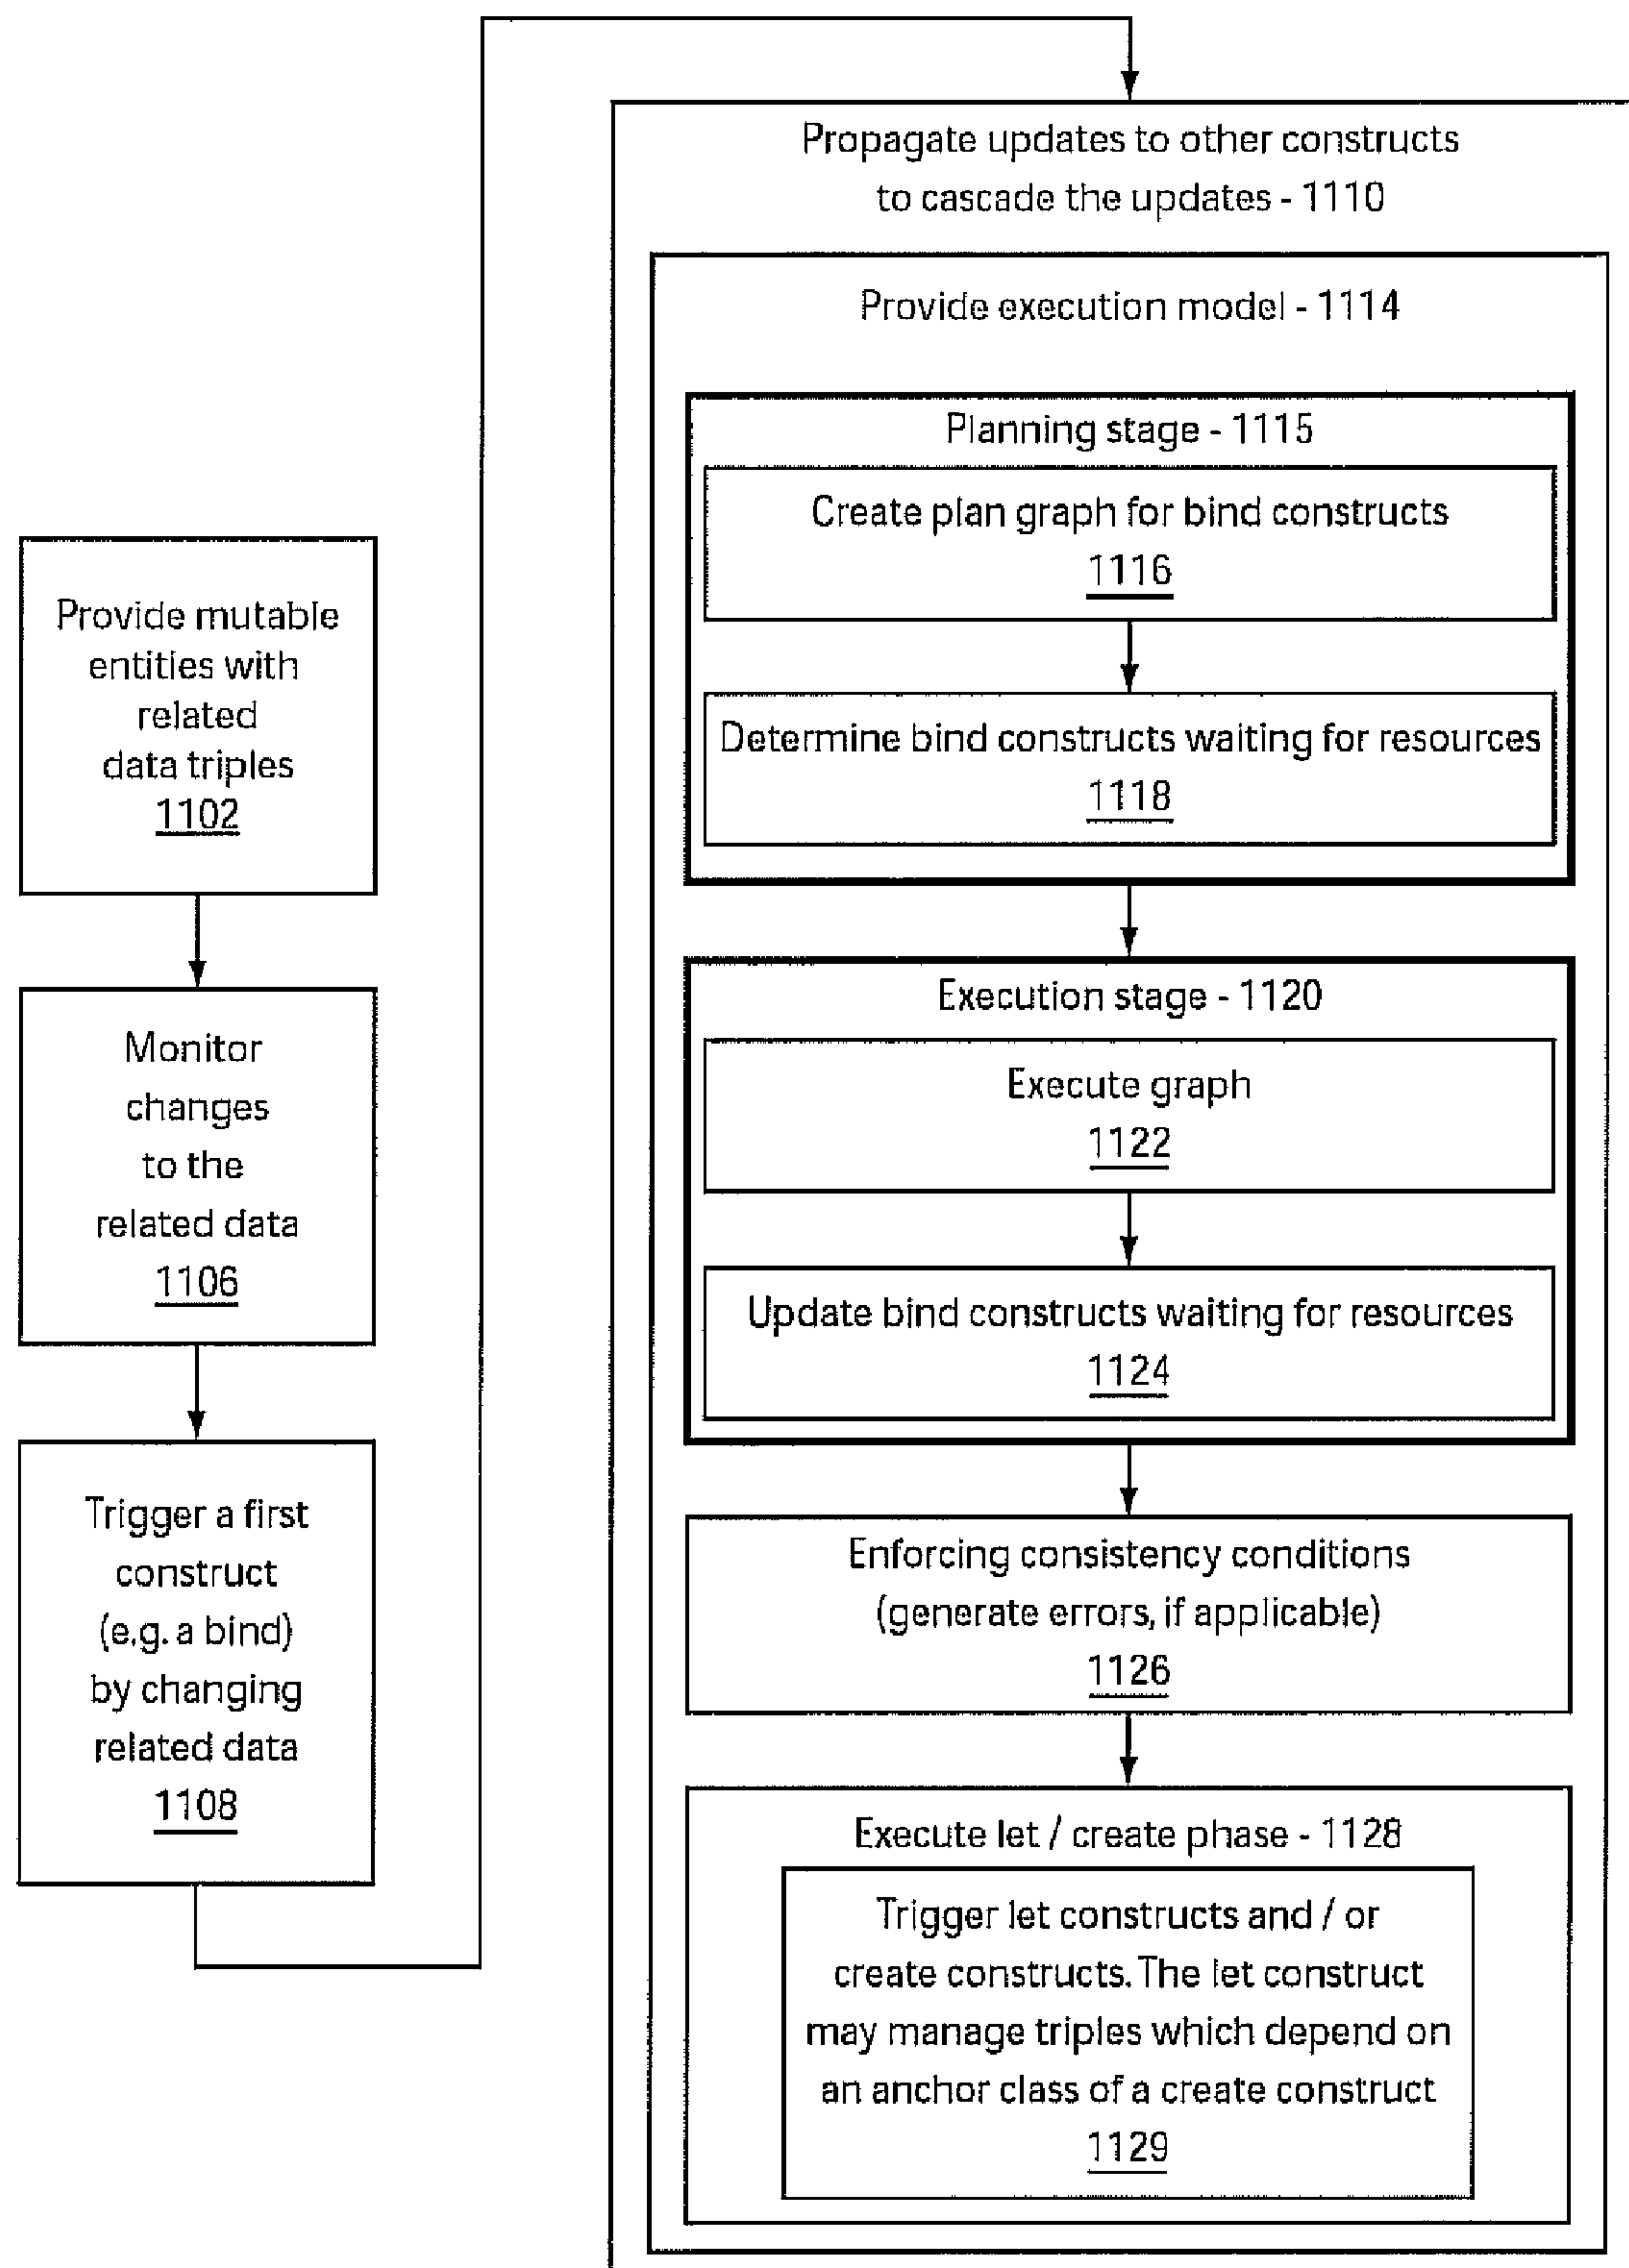 Provide mutable
entities with
related
data triples
1102
Monitor
changes
to the
related data
1106
Trigger a first
construct
(e.g. a bind)
by changing
related data
1108
Propagate updates to other constructs
to cascade the updates - 1110
Provide execution model - 1114
Planning stage - 1115
Create plan graph for bind constructs
1116
Determine bind constructs waiting for resources
1118
Execution stage - 1120
Execute graph
1122
Update bind constructs waiting for resources
1124
Enforcing consistency conditions
(generate errors, if applicable)
1126
Execute let / create phase - 1128
Trigger let constructs and / or
create constructs. The let construct
may manage triples which depend on
an anchor class of a create construct
1129